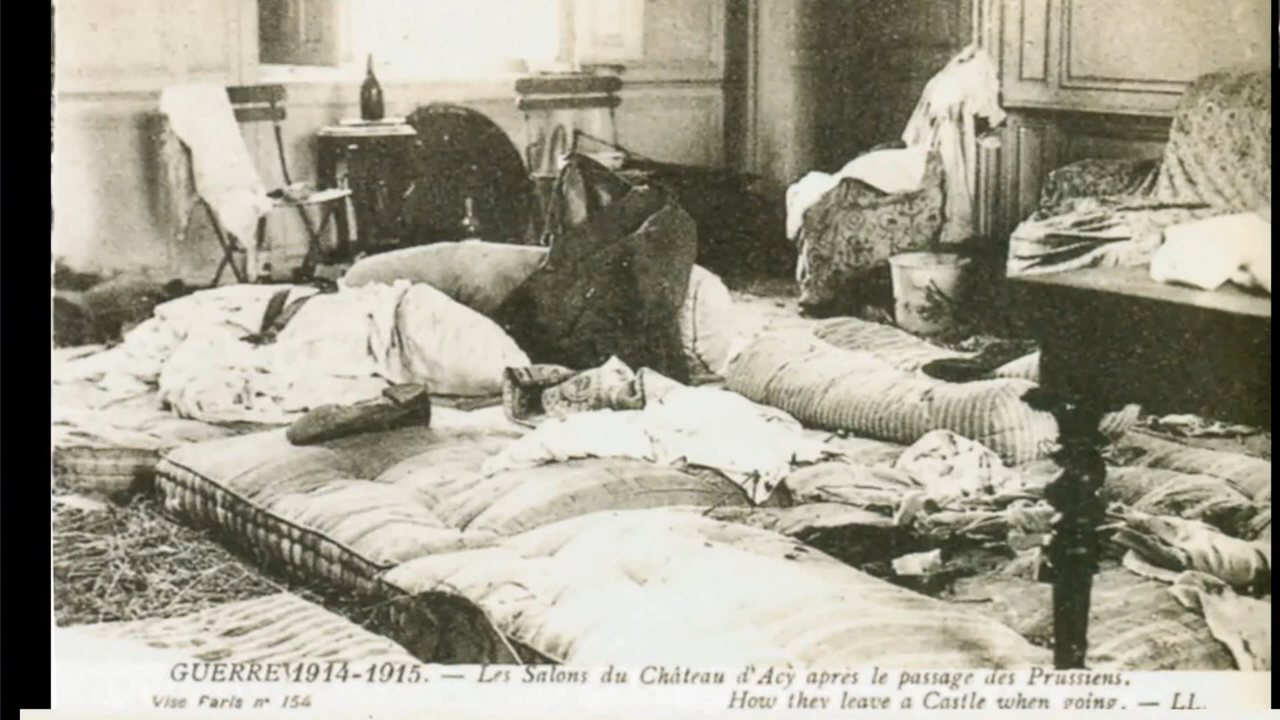 GUERRE 1914-1915. — Les Salons du Château d'Acy après le passage des Prussiens.
Visé Paris n° 154
How they leave a Castle when going. — LL.